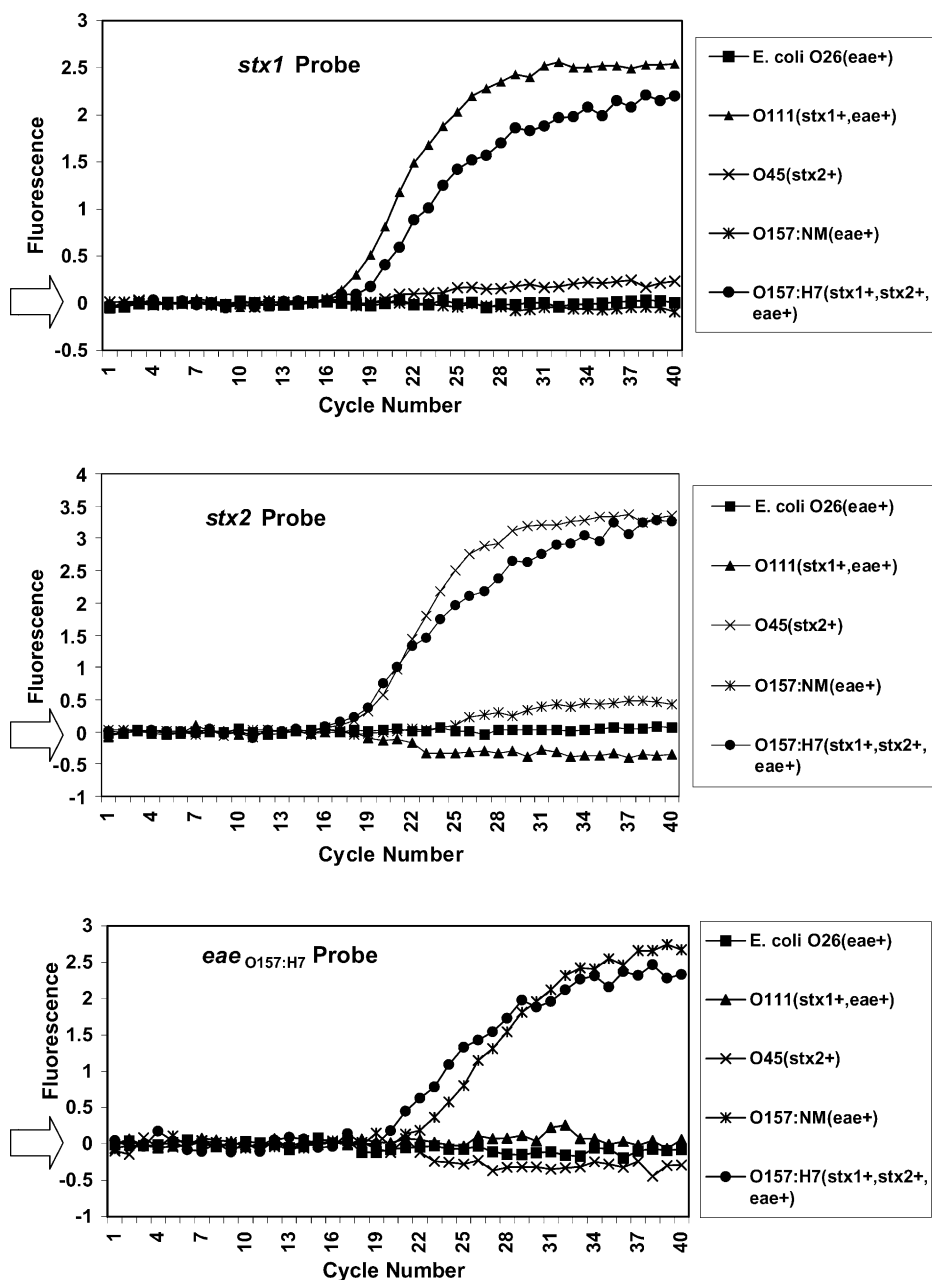 stx1 Probe
Fluorescence
3
2.5
2
1.5
1
0.5
0
-0.5
1 4 7 10 13 16 19 22 25 28 31 34 37 40
Cycle Number
E. coli O26(eae+)
O111(stx1+,eae+)
O45(stx2+)
O157:NM(eae+)
O157:H7(stx1+,stx2+,
eae+)
stx2 Probe
Fluorescence
4
3.5
3
2.5
2
1.5
1
0.5
0
-0.5
-1
1 4 7 10 13 16 19 22 25 28 31 34 37 40
Cycle Number
E. coli O26(eae+)
O111(stx1+,eae+)
O45(stx2+)
O157:NM(eae+)
O157:H7(stx1+,stx2+,
eae+)
eae O157:H7 Probe
Fluorescence
3
2.5
2
1.5
1
0.5
0
-0.5
-1
1 4 7 10 13 16 19 22 25 28 31 34 37 40
Cycle Number
E. coli O26(eae+)
O111(stx1+,eae+)
O45(stx2+)
O157:NM(eae+)
O157:H7(stx1+,stx2+,
eae+)